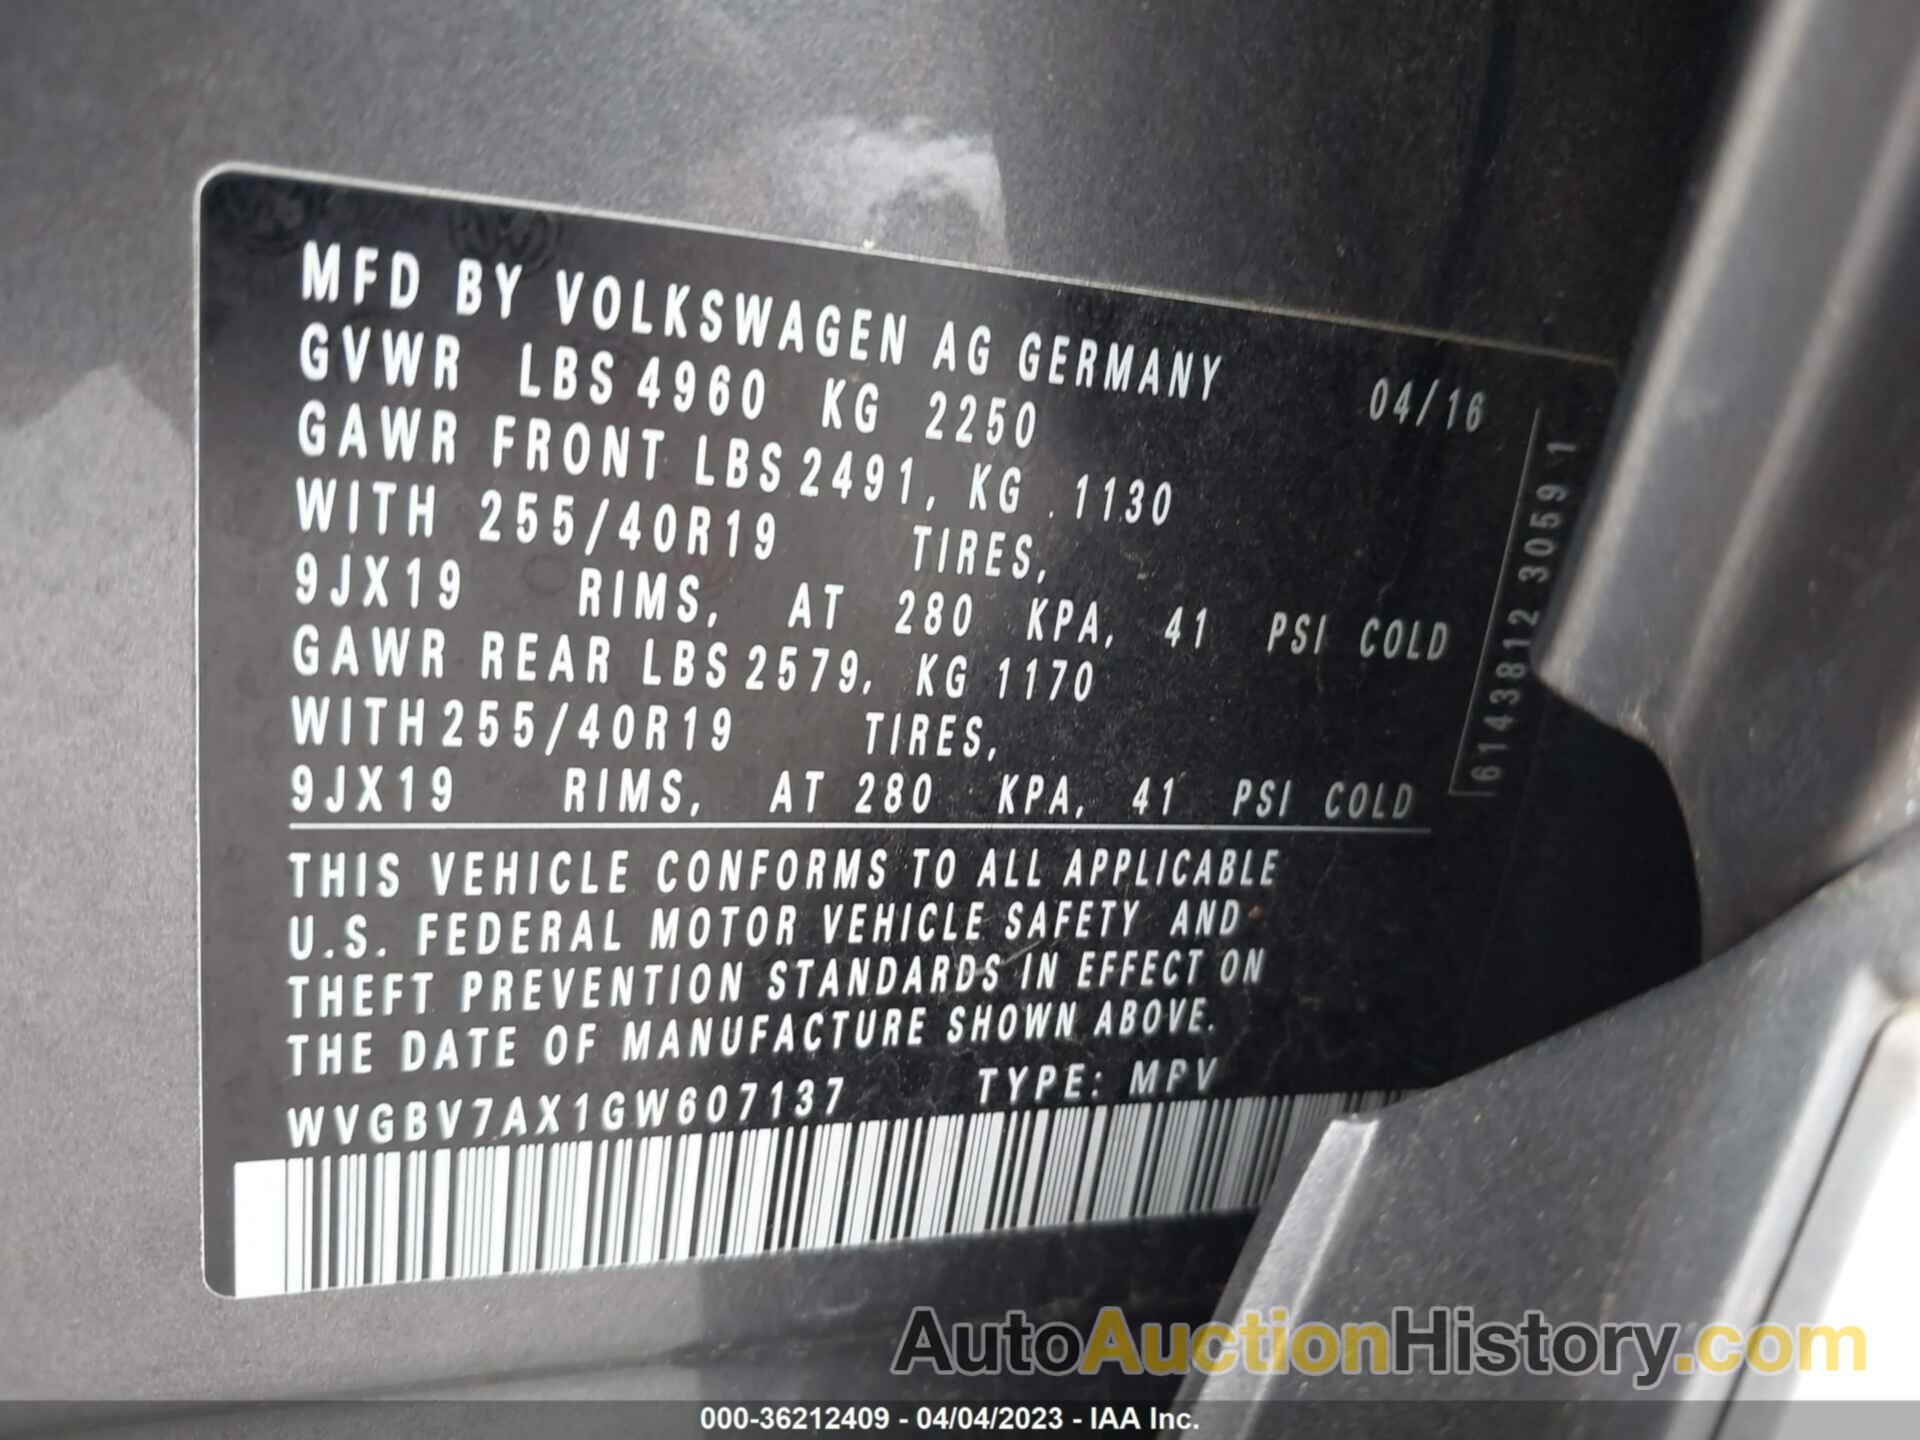 MFD BY VOLKSWAGEN AG GERMANY
GVWR LBS 4960 KG 2250 04/16
GAWR FRONT LBS 2491, KG . 1130
WITH 255/40R19 TIRES,
9JX19 RIMS, AT 280 KPA, 41 PSI COLD
GAWR REAR LBS 2579, KG 1170
WITH 255/40R19 TIRES,
9JX19 RIMS, AT 280 KPA, 41 PSI COLD
THIS VEHICLE CONFORMS TO ALL APPLICABLE
U.S. FEDERAL MOTOR VEHICLE SAFETY AND
THEFT PREVENTION STANDARDS IN EFFECT ON
THE DATE OF MANUFACTURE SHOWN ABOVE.
WVGBV7AX1GW607137 TYPE: MPV
6143812 3059 1
AutoAuctionHistory.com
000-36212409 - 04/04/2023 - IAA Inc.